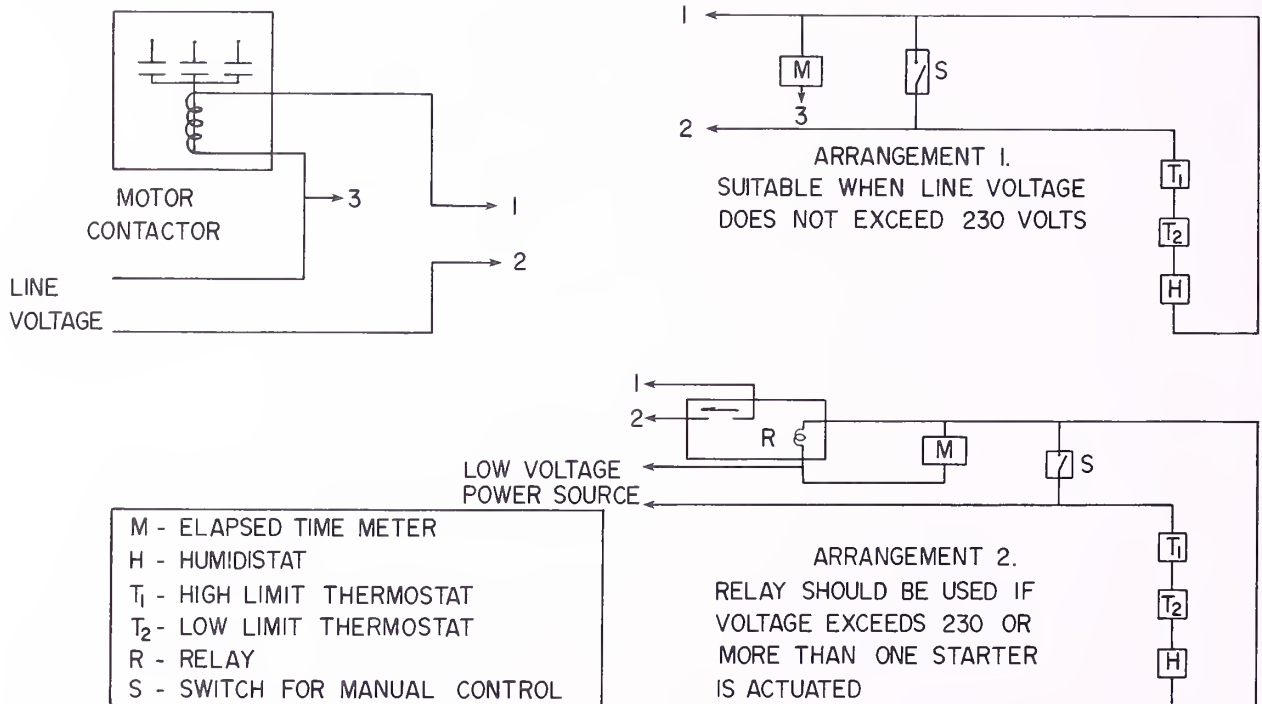 MOTOR
CONTACTOR
3
1
2
LINE
VOLTAGE
1
M
S
3
2
T1
T2
H
ARRANGEMENT 1.
SUITABLE WHEN LINE VOLTAGE
DOES NOT EXCEED 230 VOLTS
1
2
R
M
S
LOW VOLTAGE
POWER SOURCE
T1
T2
H
ARRANGEMENT 2.
RELAY SHOULD BE USED IF
VOLTAGE EXCEEDS 230 OR
MORE THAN ONE STARTER
IS ACTUATED
M - ELAPSED TIME METER
H - HUMIDISTAT
T1 - HIGH LIMIT THERMOSTAT
T2 - LOW LIMIT THERMOSTAT
R - RELAY
S - SWITCH FOR MANUAL CONTROL